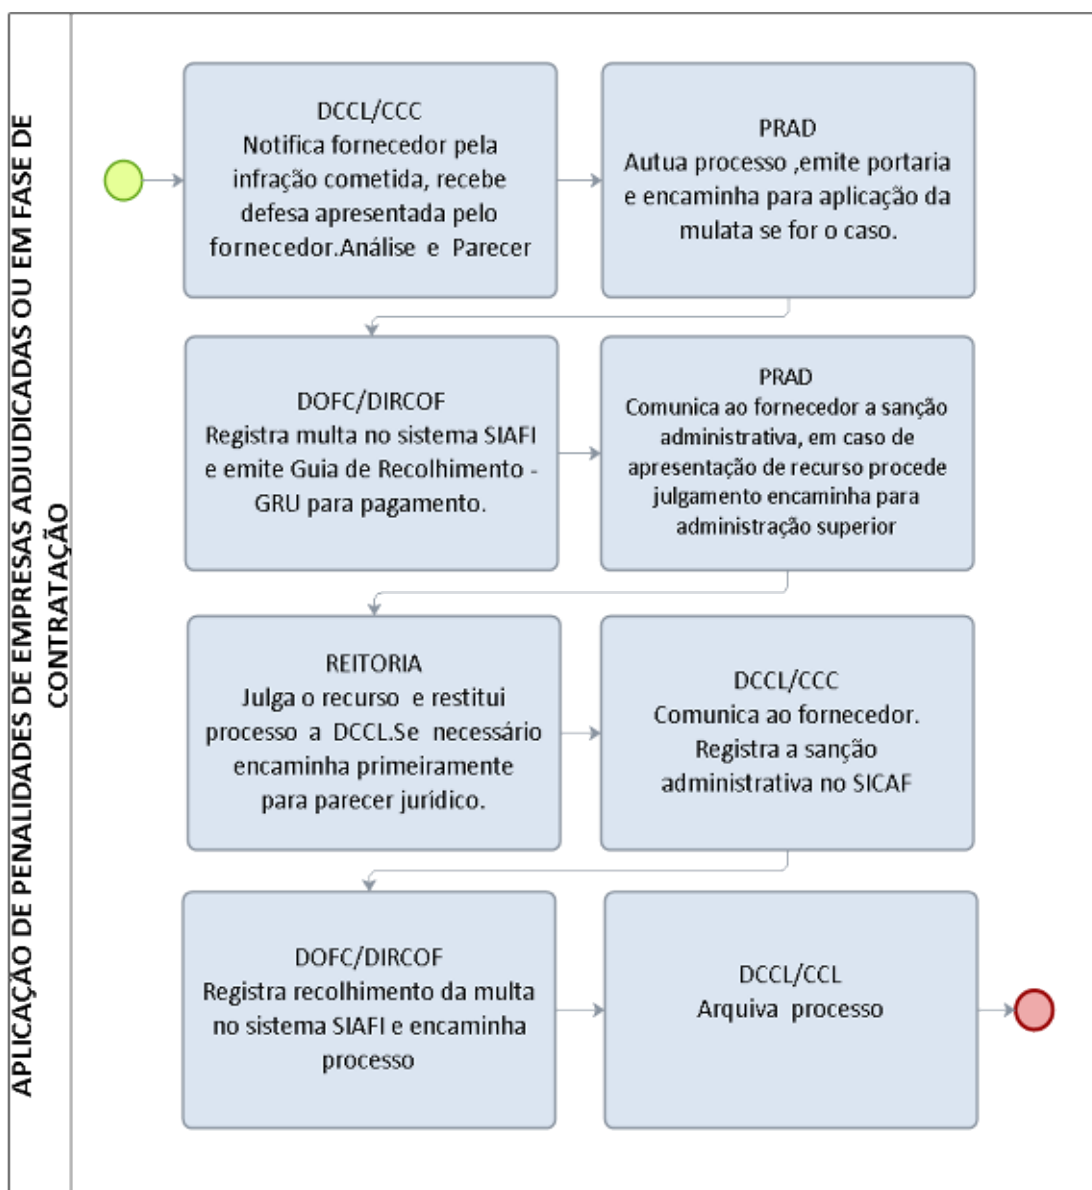 APLICAÇÃO DE PENALIDADES DE EMPRESAS ADJUDICADAS OU EM FASE DE
CONTRATAÇÃO
DCCL/CCC
Notifica fornecedor pela
infração cometida, recebe
defesa apresentada pelo
fornecedor.Análise e Parecer
PRAD
Autua processo ,emite portaria
e encaminha para aplicação da
mulata se for o caso.
DOFC/DIRCOF
Registra multa no sistema SIAFI
e emite Guia de Recolhimento -
GRU para pagamento.
PRAD
Comunica ao fornecedor a sanção
administrativa, em caso de
apresentação de recurso procede
julgamento encaminha para
administração superior
REITORIA
Julga o recurso e restitui
processo a DCCL.Se necessário
encaminha primeiramente
para parecer jurídico.
DCCL/CCC
Comunica ao fornecedor.
Registra a sanção
administrativa no SICAF
DOFC/DIRCOF
Registra recolhimento da multa
no sistema SIAFI e encaminha
processo
DCCL/CCL
Arquiva processo